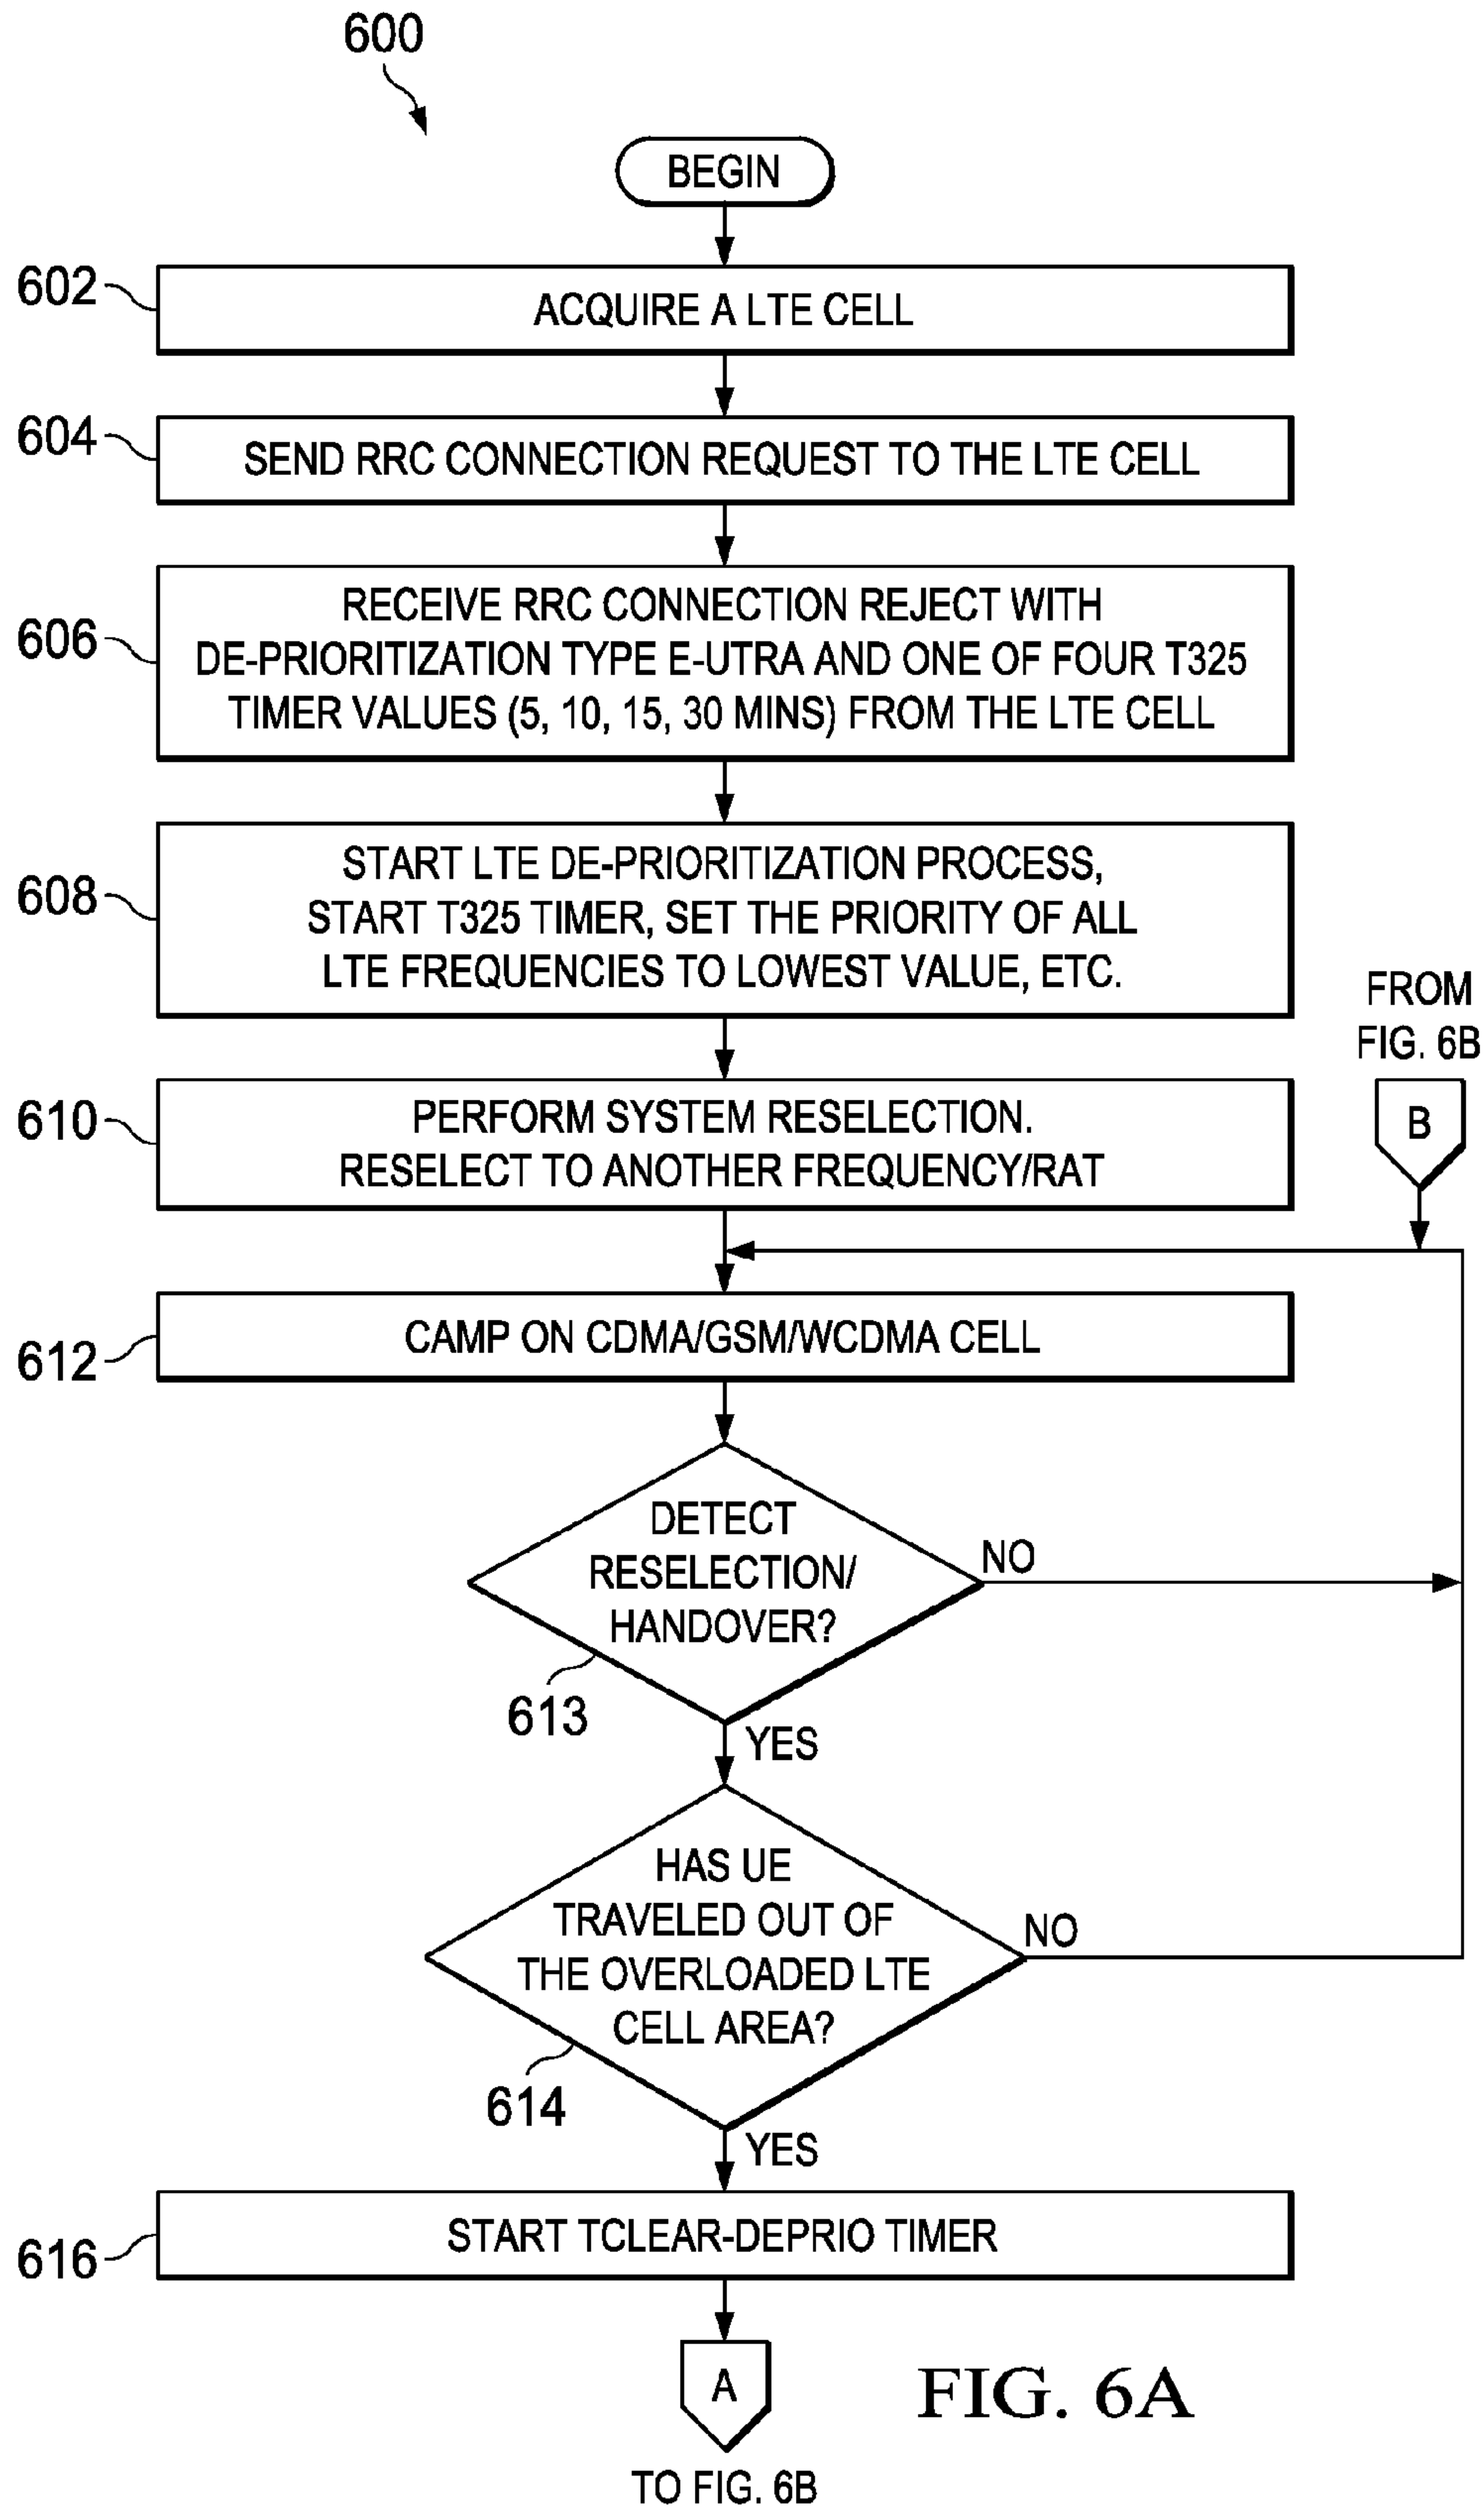 600
BEGIN
602
ACQUIRE A LTE CELL
604
SEND RRC CONNECTION REQUEST TO THE LTE CELL
606
RECEIVE RRC CONNECTION REJECT WITH
DE-PRIORITIZATION TYPE E-UTRA AND ONE OF FOUR T325
TIMER VALUES (5, 10, 15, 30 MINS) FROM THE LTE CELL
608
START LTE DE-PRIORITIZATION PROCESS,
START T325 TIMER, SET THE PRIORITY OF ALL
LTE FREQUENCIES TO LOWEST VALUE, ETC.
FROM
FIG. 6B
B
610
PERFORM SYSTEM RESELECTION.
RESELECT TO ANOTHER FREQUENCY/RAT
612
CAMP ON CDMA/GSM/WCDMA CELL
DETECT
RESELECTION/
HANDOVER?
NO
613
YES
HAS UE
TRAVELED OUT OF
THE OVERLOADED LTE
CELL AREA?
NO
614
YES
616
START TCLEAR-DEPRIO TIMER
A
FIG. 6A
TO FIG. 6B